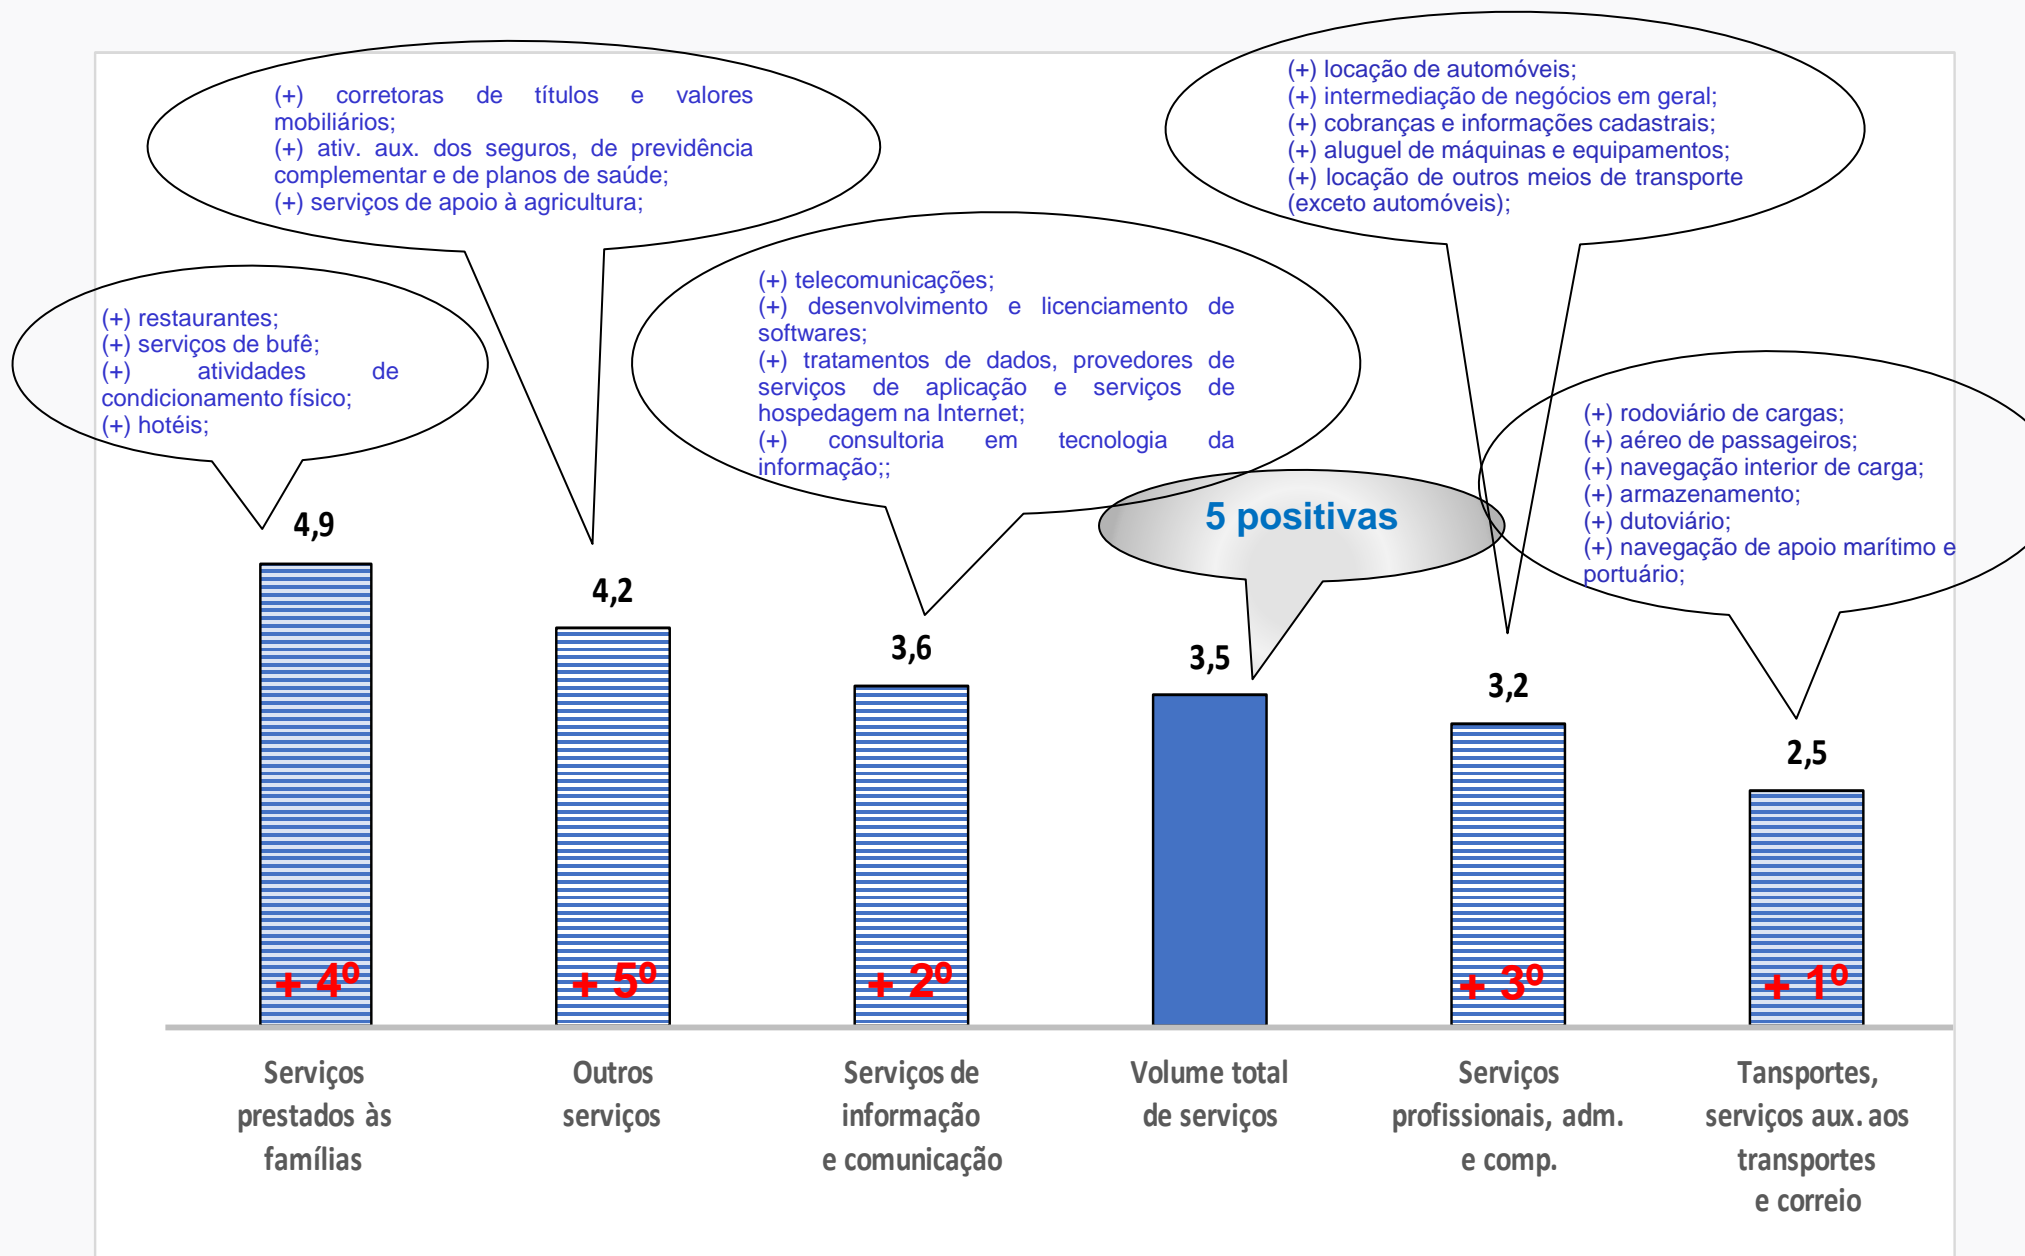 (+) corretoras de títulos e valores
mobiliários;
(+) ativ. aux. dos seguros, de previdência
complementar e de planos de saúde;
(+) serviços de apoio à agricultura;
(+) locação de automóveis;
(+) intermediação de negócios em geral;
(+) cobranças e informações cadastrais;
(+) aluguel de máquinas e equipamentos;
(+) locação de outros meios de transporte
(exceto automóveis);
(+) restaurantes;
(+) serviços de bufê;
(+) atividades de
condicionamento físico;
(+) hotéis;
(+) telecomunicações;
(+) desenvolvimento e licenciamento de
softwares;
(+) tratamentos de dados, provedores de
serviços de aplicação e serviços de
hospedagem na Internet;
(+) consultoria em tecnologia da
informação;;
(+) rodoviário de cargas;
(+) aéreo de passageiros;
(+) navegação interior de carga;
(+) armazenamento;
(+) dutoviário;
(+) navegação de apoio marítimo e
portuário;
5 positivas
4,9
4,2
3,6
3,5
3,2
2,5
+ 4º
+ 5º
+ 2º
+ 3º
+ 1º
Serviços
prestados às
famílias
Outros
serviços
Serviços de
informação
e comunicação
Volume total
de serviços
Serviços
profissionais, adm.
e comp.
Tansportes,
serviços aux. aos
transportes
e correio